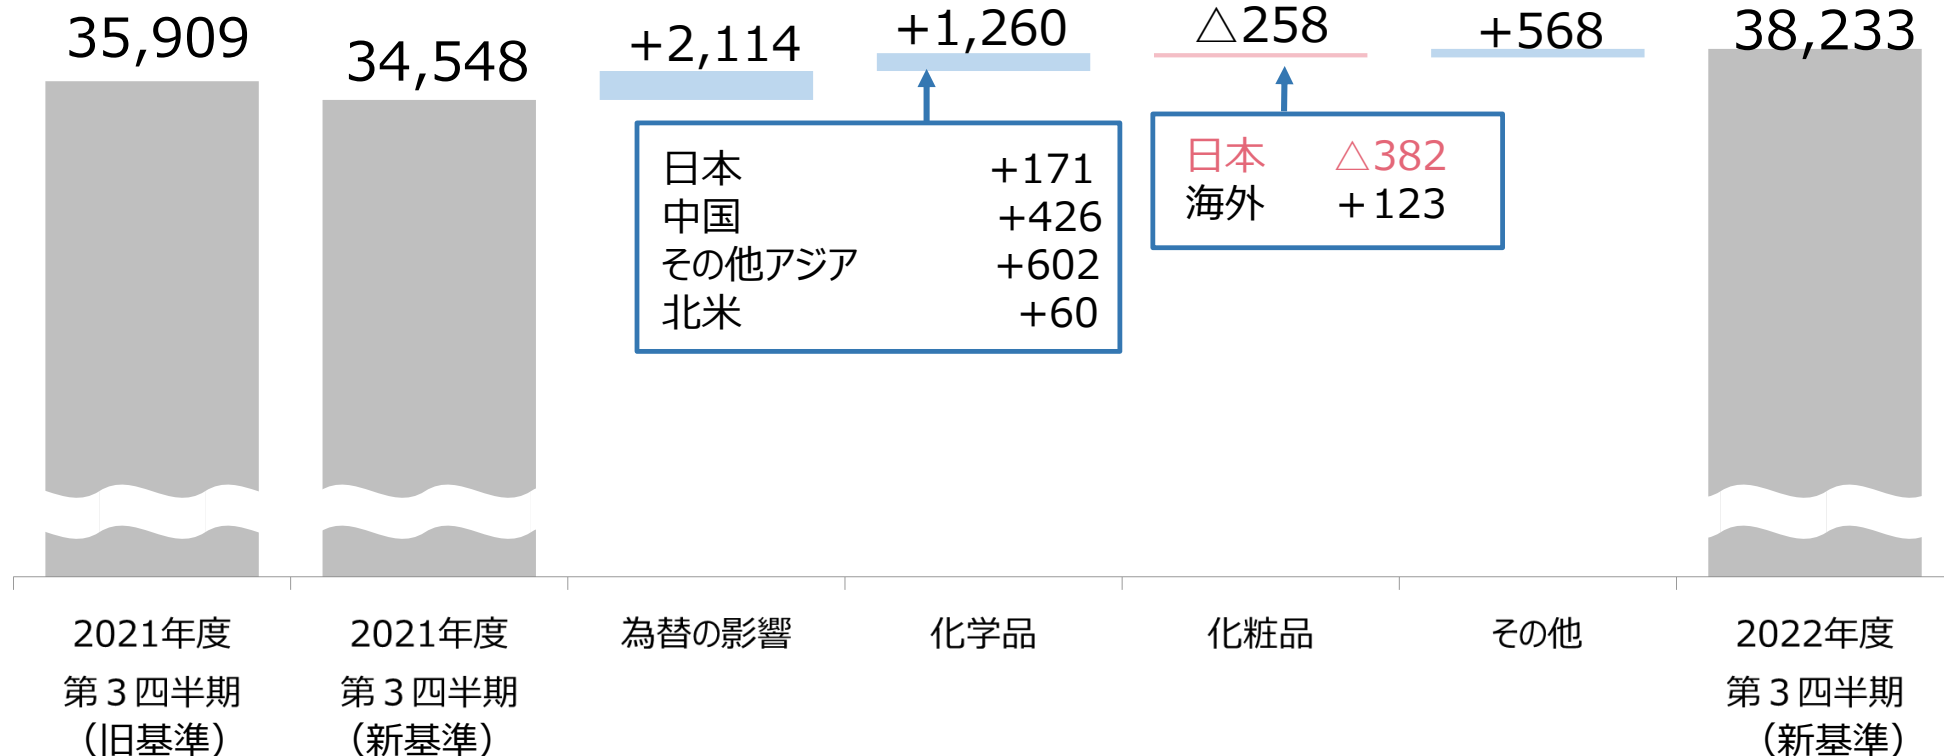 35,909
34,548
+2,114
+1,260
△258
+568
38,233
日本 +171
中国 +426
その他アジア +602
北米 +60
日本 △382
海外 +123
2021年度
第3四半期
（旧基準）
2021年度
第3四半期
（新基準）
為替の影響
化学品
化粧品
その他
2022年度
第3四半期
（新基準）